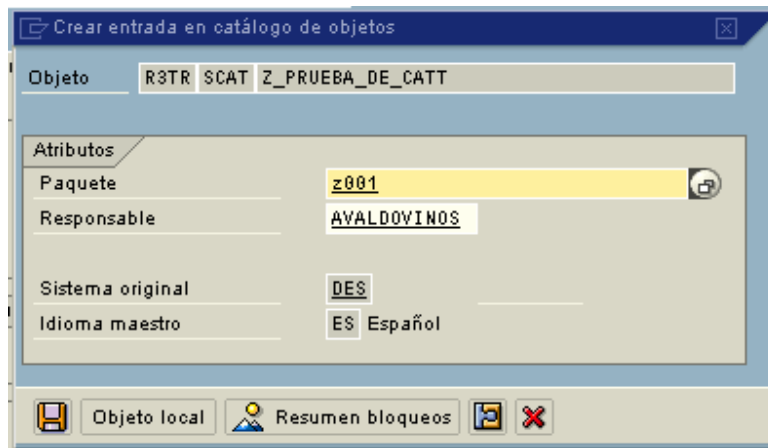 Crear entrada en catálogo de objetos
Objeto R3TR SCAT Z_PRUEBA_DE_CATT
Atributos
Paquete z001
Responsable AVALDOVINOS
Sistema original DES
Idioma maestro ES Español
Objeto local Resumen bloqueos